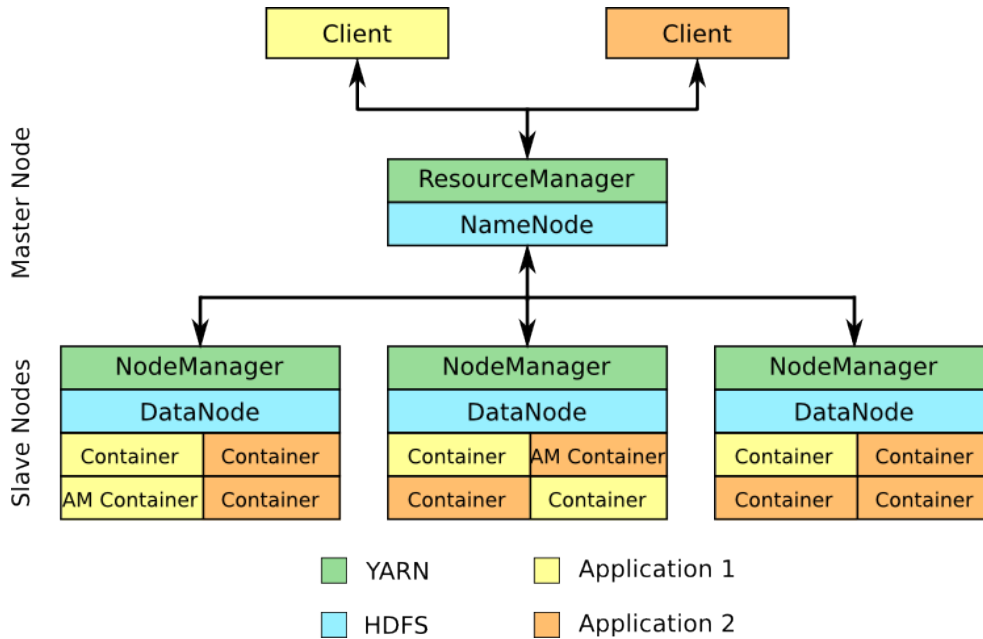 Client Client
Master Node
ResourceManager
NameNode
Slave Nodes
NodeManager NodeManager NodeManager
DataNode DataNode DataNode
Container Container Container AM Container Container Container
AM Container Container Container Container Container Container
YARN Application 1
HDFS Application 2